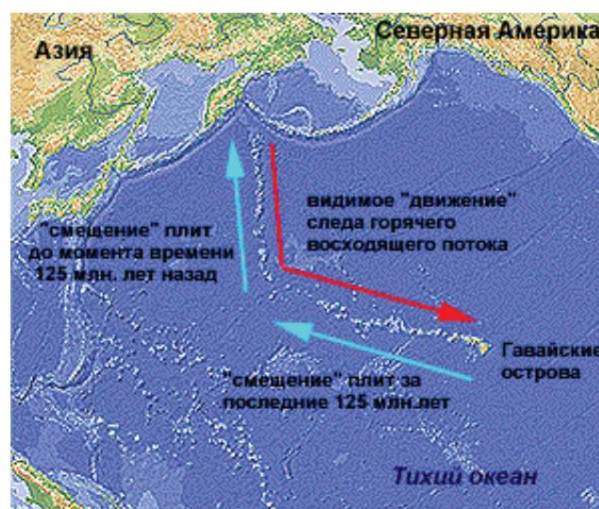 Азия
Северная Америка
видимое "движение"
следа горячего
восходящего потока
"смещение" плит
до момента времени
125 млн. лет назад
Гавайские
острова
"смещение" плит за
последние 125 млн.лет
Тихий океан